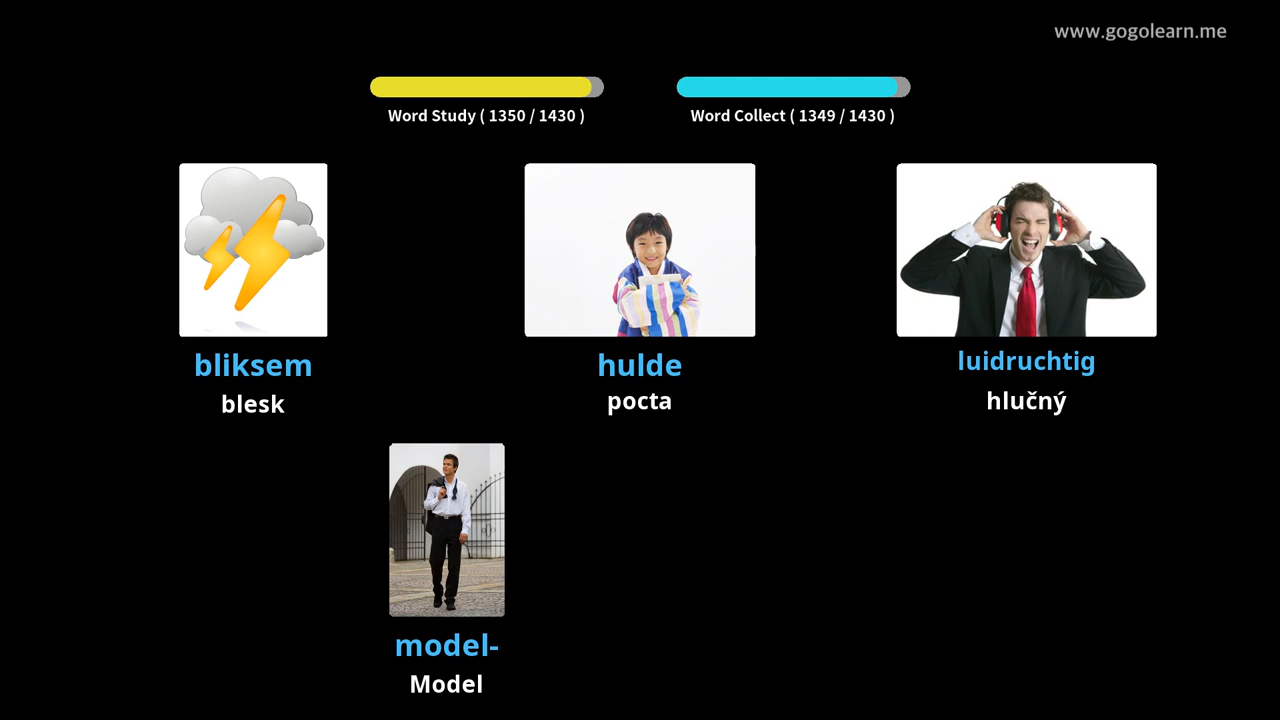 www.gogolearn.me
Word Study ( 1350 / 1430 )
Word Collect ( 1349 / 1430 )
bliksem
blesk
hulde
pocta
luidruchtig
hlučný
model-
Model